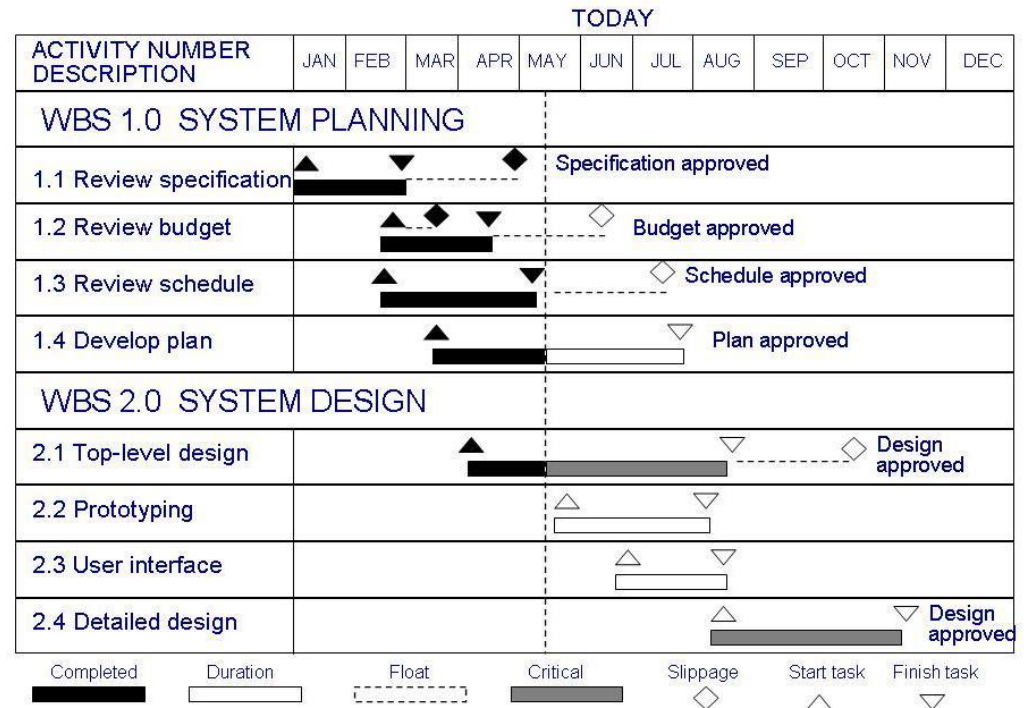 TODAY
ACTIVITY NUMBER
DESCRIPTION
JAN FEB MAR APR MAY JUN JUL AUG SEP OCT NOV DEC
WBS 1.0 SYSTEM PLANNING
1.1 Review specification
Specification approved
1.2 Review budget
Budget approved
1.3 Review schedule
Schedule approved
1.4 Develop plan
Plan approved
WBS 2.0 SYSTEM DESIGN
2.1 Top-level design
Design
approved
2.2 Prototyping
2.3 User interface
2.4 Detailed design
Design
approved
Completed Duration Float Critical Slippage Start task Finish task